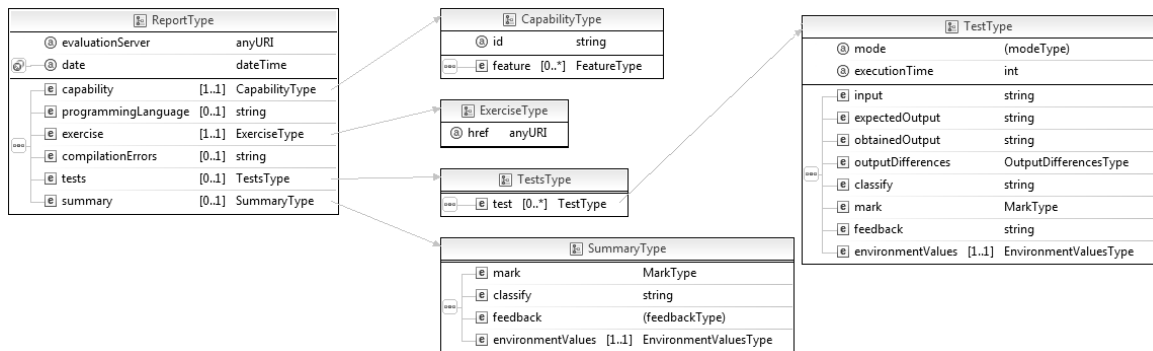 ReportType
evaluationServer anyURI
date dateTime
capability [1..1] CapabilityType
programmingLanguage [0..1] string
exercise [1..1] ExerciseType
compilationErrors [0..1] string
tests [0..1] TestsType
summary [0..1] SummaryType
CapabilityType
id string
feature [0..*] FeatureType
ExerciseType
href anyURI
TestsType
test [0..*] TestType
SummaryType
mark MarkType
classify string
feedback (feedbackType)
environmentValues [1..1] EnvironmentValuesType
TestType
mode (modeType)
executionTime int
input string
expectedOutput string
obtainedOutput string
outputDifferences OutputDifferencesType
classify string
mark MarkType
feedback string
environmentValues [1..1] EnvironmentValuesType